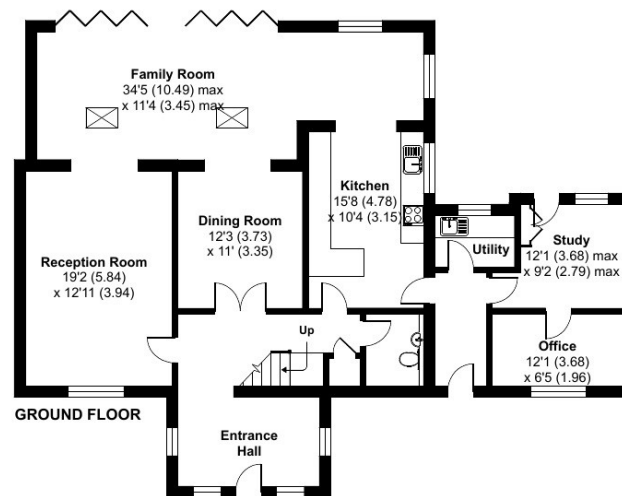 Family Room
34'5 (10.49) max
x 11'4 (3.45) max
Kitchen
15'8 (4.78)
x 10'4 (3.15)
Dining Room
12'3 (3.73)
x 11' (3.35)
Reception Room
19'2 (5.84)
x 12'11 (3.94)
Utility
Study
12'1 (3.68) max
x 9'2 (2.79) max
Up
Office
12'1 (3.68)
x 6'5 (1.96)
GROUND FLOOR
Entrance
Hall